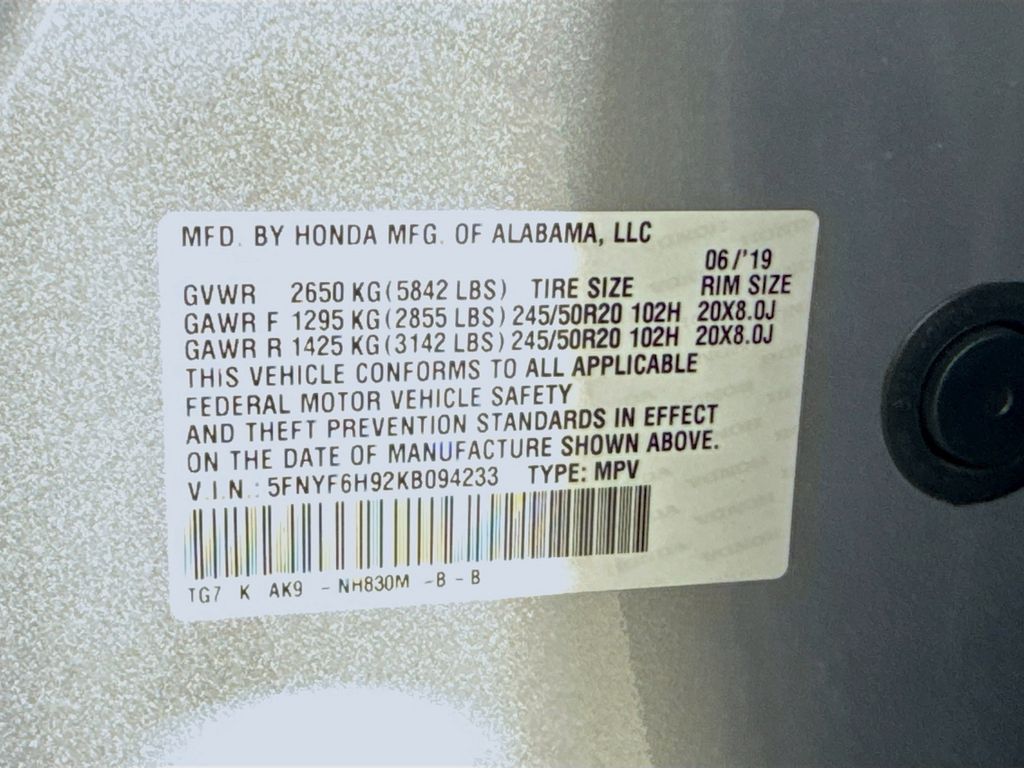 MFD. BY HONDA MFG. OF ALABAMA, LLC
06/'19
GVWR 2650 KG(5842 LBS) TIRE SIZE RIM SIZE
GAWR F 1295 KG(2855 LBS) 245/50R20 102H 20X8.0J
GAWR R 1425 KG(3142 LBS) 245/50R20 102H 20X8.0J
THIS VEHICLE CONFORMS TO ALL APPLICABLE
FEDERAL MOTOR VEHICLE SAFETY
AND THEFT PREVENTION STANDARDS IN EFFECT
ON THE DATE OF MANUFACTURE SHOWN ABOVE.
V.I.N.: 5FNYF6H92KB094233 TYPE: MPV
TG7 K AK9 -NH830M -B-B